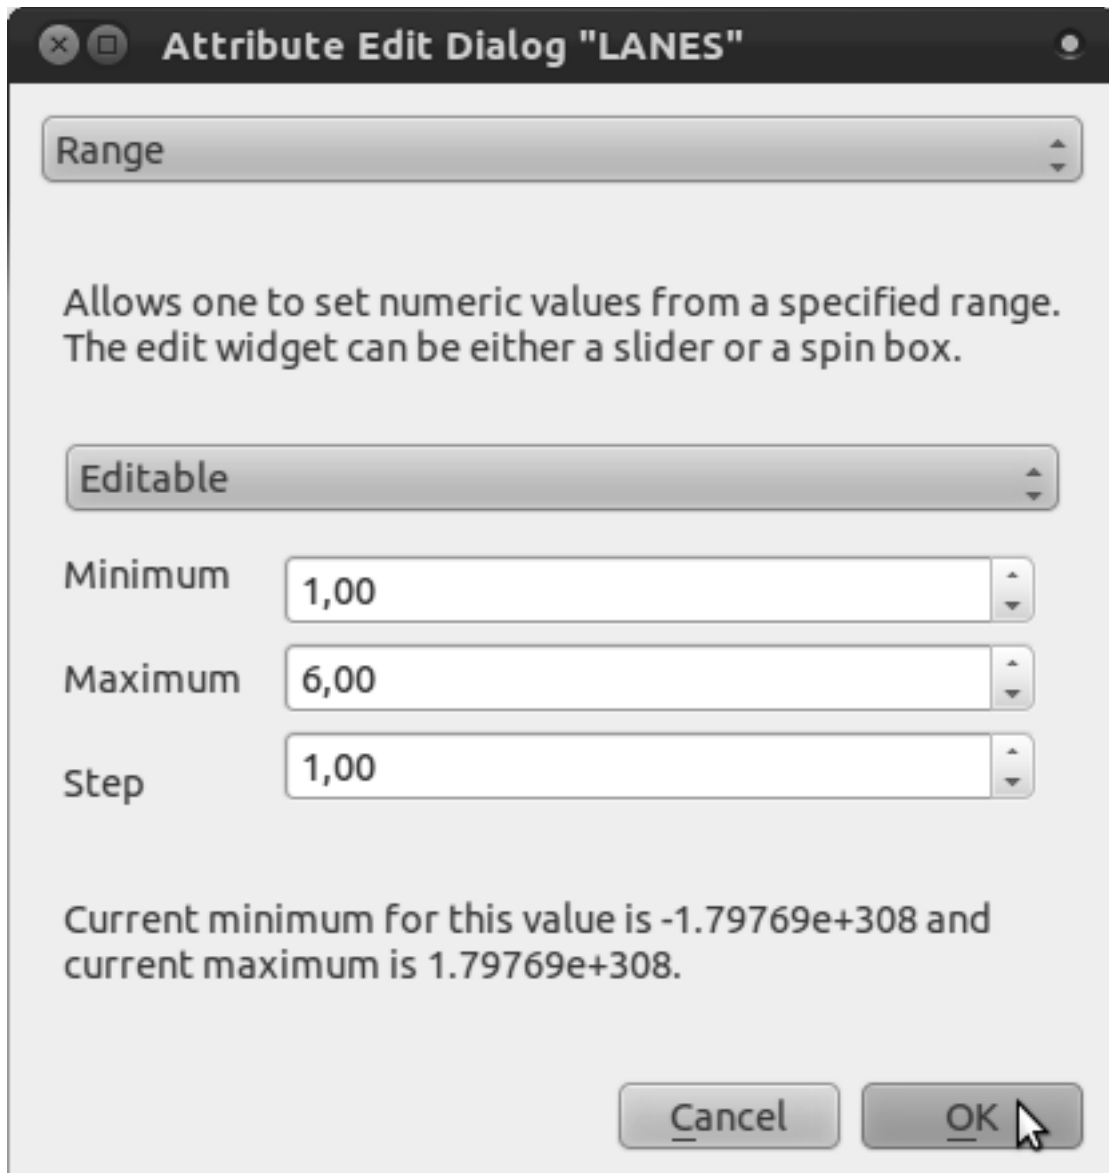 Attribute Edit Dialog "LANES"
Range
Allows one to set numeric values from a specified range.
The edit widget can be either a slider or a spin box.
Editable
Minimum 1,00
Maximum 6,00
Step 1,00
Current minimum for this value is -1.79769e+308 and
current maximum is 1.79769e+308.
Cancel OK